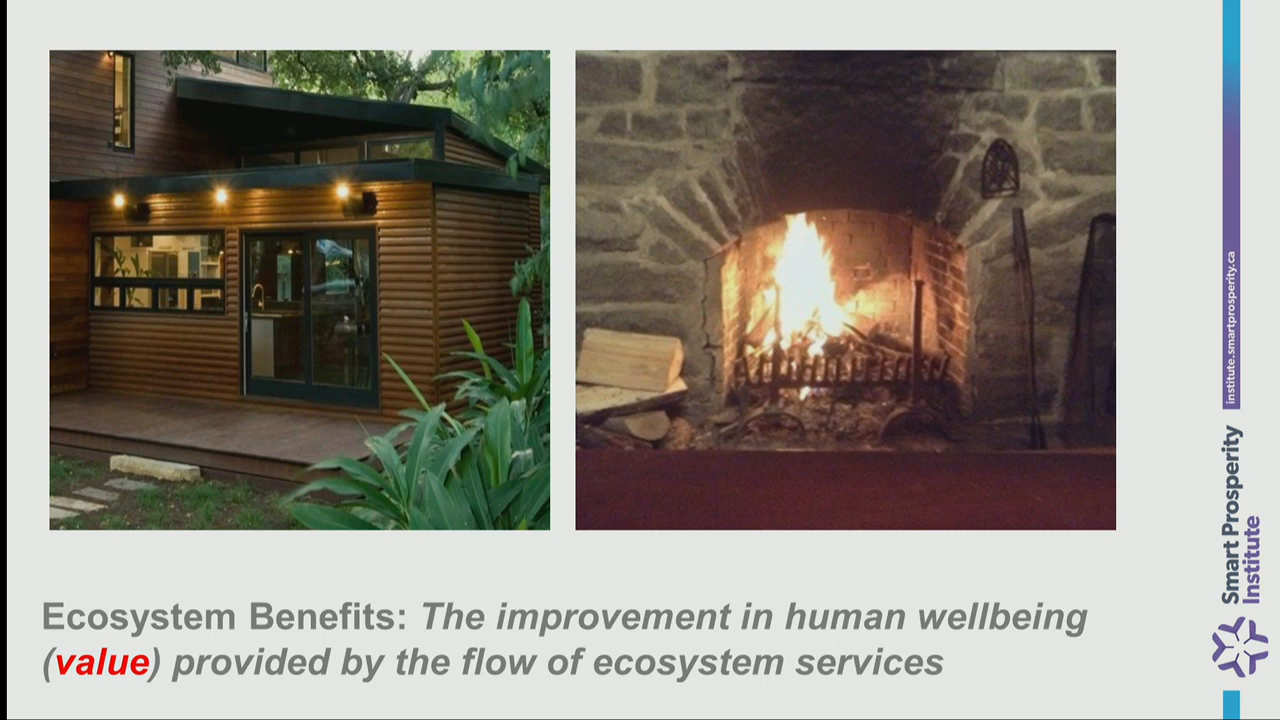 Ecosystem Benefits: The improvement in human wellbeing
(value) provided by the flow of ecosystem services
institute.smartprosperity.ca
Smart Prosperity
Institute